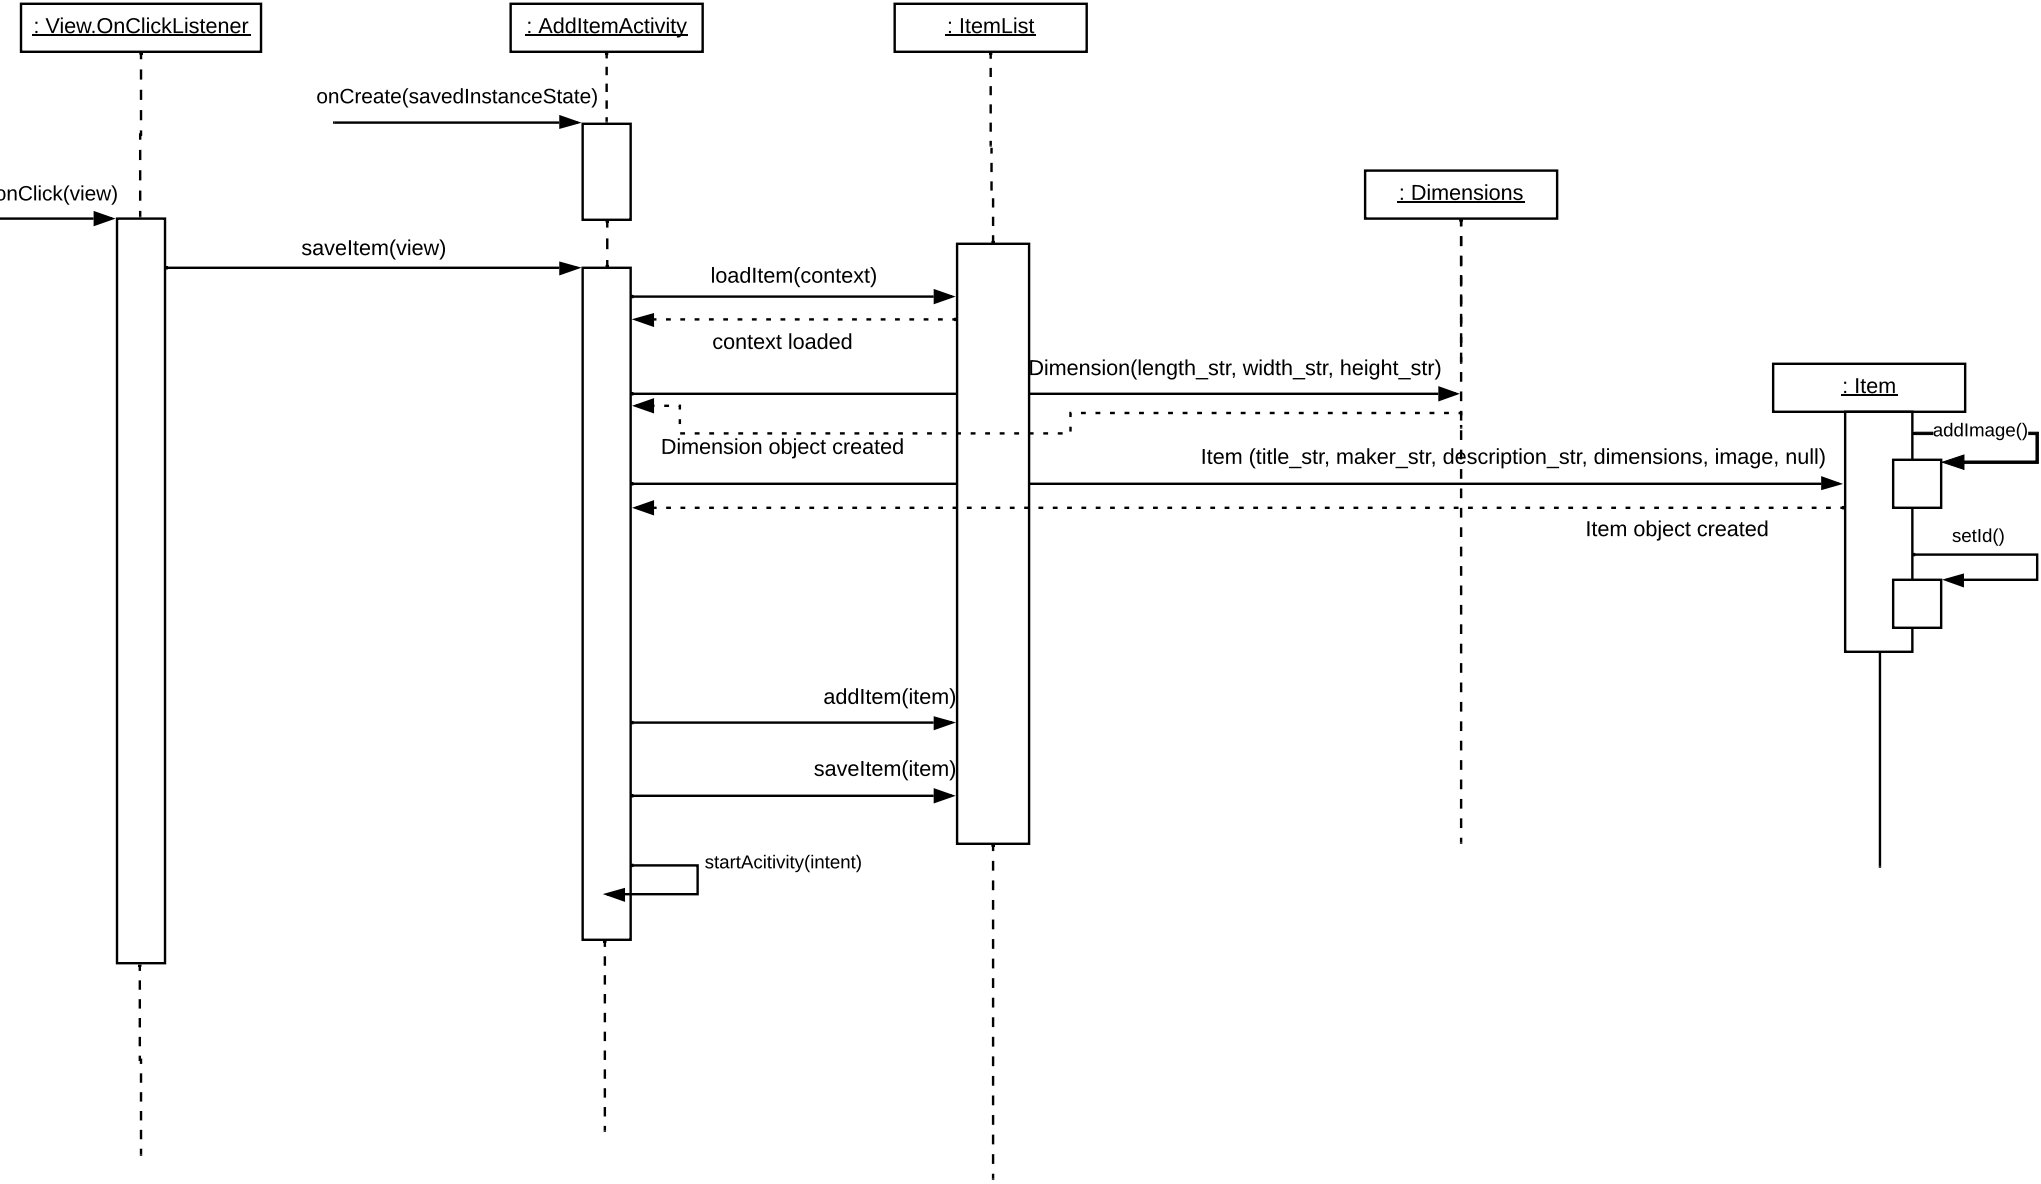 : View.OnClickListener
: AddItemActivity
: ItemList
onCreate(savedInstanceState)
onClick(view)
: Dimensions
saveItem(view)
loadItem(context)
context loaded
Dimension(length_str, width_str, height_str)
: Item
addImage()
Dimension object created
Item (title_str, maker_str, description_str, dimensions, image, null)
Item object created
setId()
addItem(item)
saveItem(item)
startAcitivity(intent)